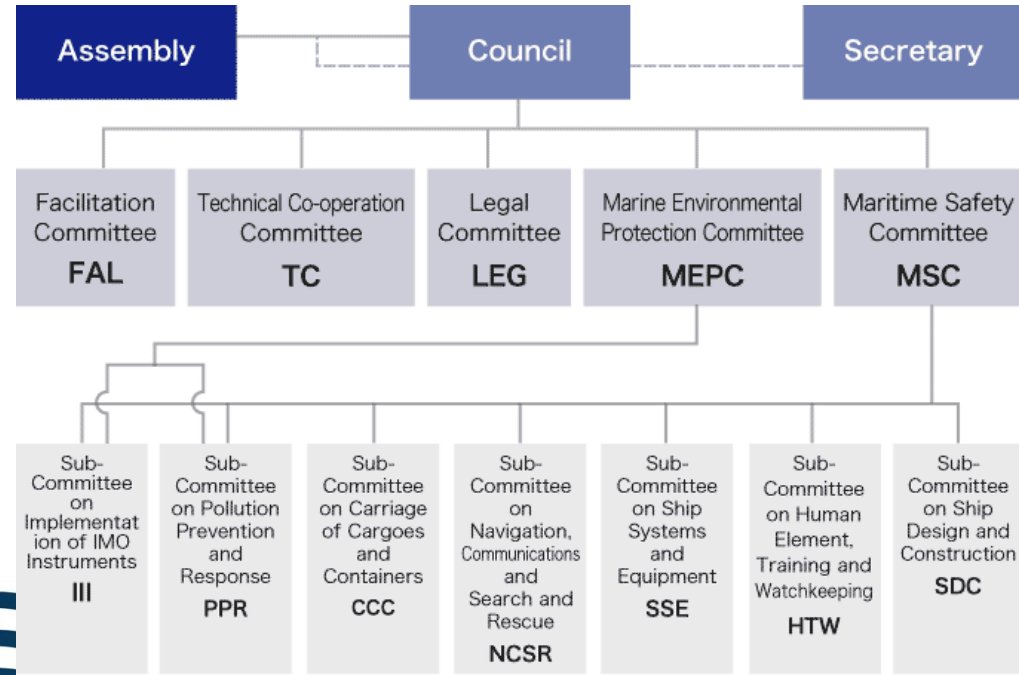 Assembly
Council
Secretary
Facilitation
Committee
FAL
Technical Co-operation
Committee
TC
Legal
Committee
LEG
Marine Environmental
Protection Committee
MEPC
Maritime Safety
Committee
MSC
Sub-
Committee
on
Implementat
ion of IMO
Instruments
III
Sub-
Committee
on Pollution
Prevention
and
Response
PPR
Sub-
Committee
on Carriage
of Cargoes
and
Containers
CCC
Sub-
Committee
on
Navigation,
Communications
and
Search and
Rescue
NCSR
Sub-
Committee
on Ship
Systems
and
Equipment
SSE
Sub-
Committee
on Human
Element,
Training and
Watchkeeping
HTW
Sub-
Committee
on Ship
Design and
Construction
SDC